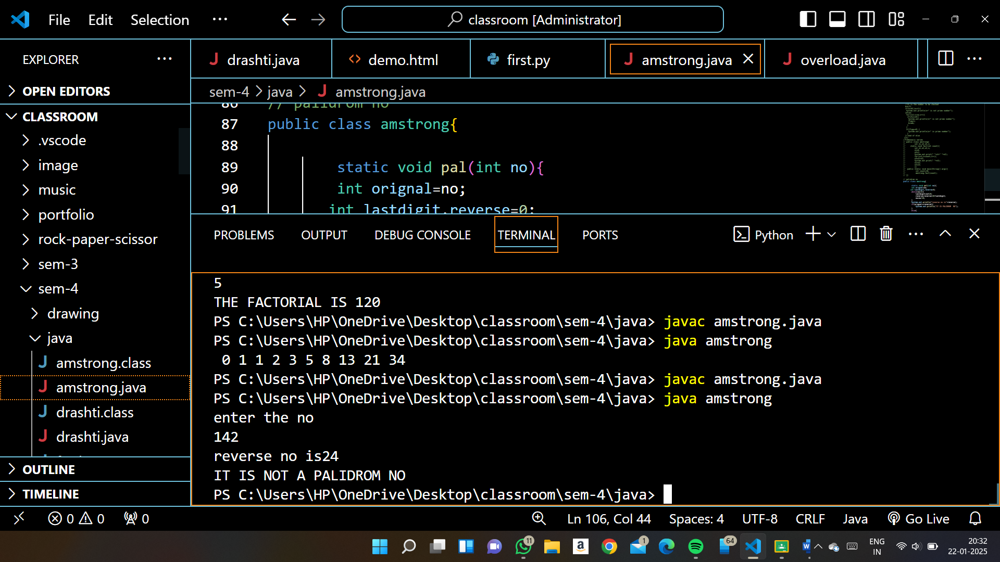 File Edit Selection ··· classroom [Administrator]
EXPLORER ···
drashti.java demo.html first.py amstrong.java overload.java ···
OPEN EDITORS
sem-4 > java > amstrong.java
CLASSROOM
.vscode
image
music
portfolio
rock-paper-scissor
sem-3
sem-4
drawing
java
amstrong.class
amstrong.java
drashti.class
drashti.java
OUTLINE
TIMELINE
86 // palidrom no
87 public class amstrong{
88
89 static void pal(int no){
90 int orignal=no;
91 int lastdigit,reverse=0;
PROBLEMS OUTPUT DEBUG CONSOLE TERMINAL PORTS Python ···
5
THE FACTORIAL IS 120
PS C:\Users\HP\OneDrive\Desktop\classroom\sem-4\java> javac amstrong.java
PS C:\Users\HP\OneDrive\Desktop\classroom\sem-4\java> java amstrong
0 1 1 2 3 5 8 13 21 34
PS C:\Users\HP\OneDrive\Desktop\classroom\sem-4\java> javac amstrong.java
PS C:\Users\HP\OneDrive\Desktop\classroom\sem-4\java> java amstrong
enter the no
142
reverse no is24
IT IS NOT A PALIDROM NO
PS C:\Users\HP\OneDrive\Desktop\classroom\sem-4\java>
0 0 0 Ln 106, Col 44 Spaces: 4 UTF-8 CRLF Java Go Live
11 a 1 64 W
ENG
IN
20:32
22-01-2025